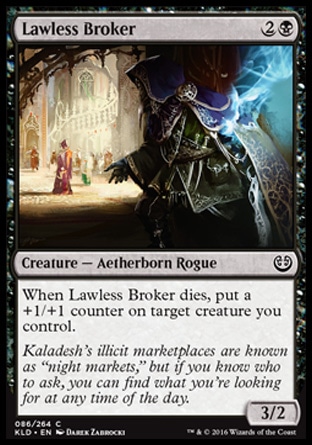 Lawless Broker 2
Creature — Aetherborn Rogue
When Lawless Broker dies, put a
+1/+1 counter on target creature you
control.
Kaladesh's illicit marketplaces are
known as "night markets," but if you know who
to ask, you can find what you're looking
for at any time of the day.
3/2
086/264 C
KLD • EN Darek Zabrocki
™ & © 2016 Wizards of the Coast